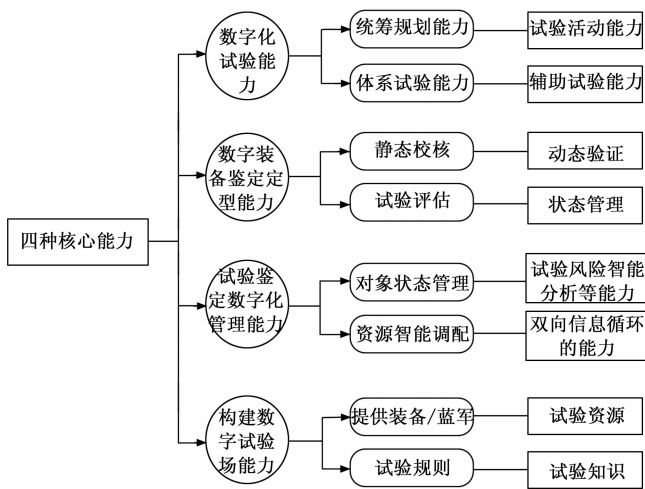 四种核心能力
数字化
试验能
力
统筹规划能力
试验活动能力
体系试验能力
辅助试验能力
数字装
备鉴定定
型能力
静态校核
动态验证
试验评估
状态管理
试验鉴
定数字化
管理能力
对象状态管理
试验风险智能
分析等能力
资源智能调配
双向信息循环
的能力
构建数
字试验
场能力
提供装备/蓝军
试验资源
试验规则
试验知识